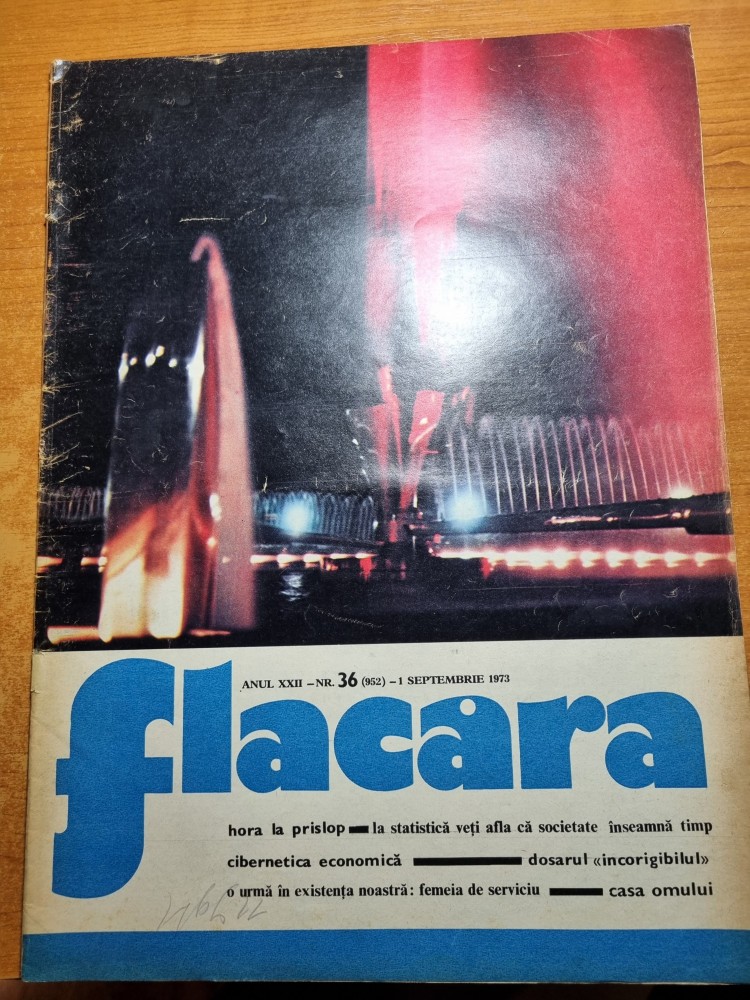 ANUL XXII – NR. 36 (952) – 1 SEPTEMBRIE 1973
flacăra
hora la prislop — la statistică veți afla că societate înseamnă timp
cibernetica economică — dosarul «incorigibilul»
o urmă în existența noastră: femeia de serviciu — casa omului